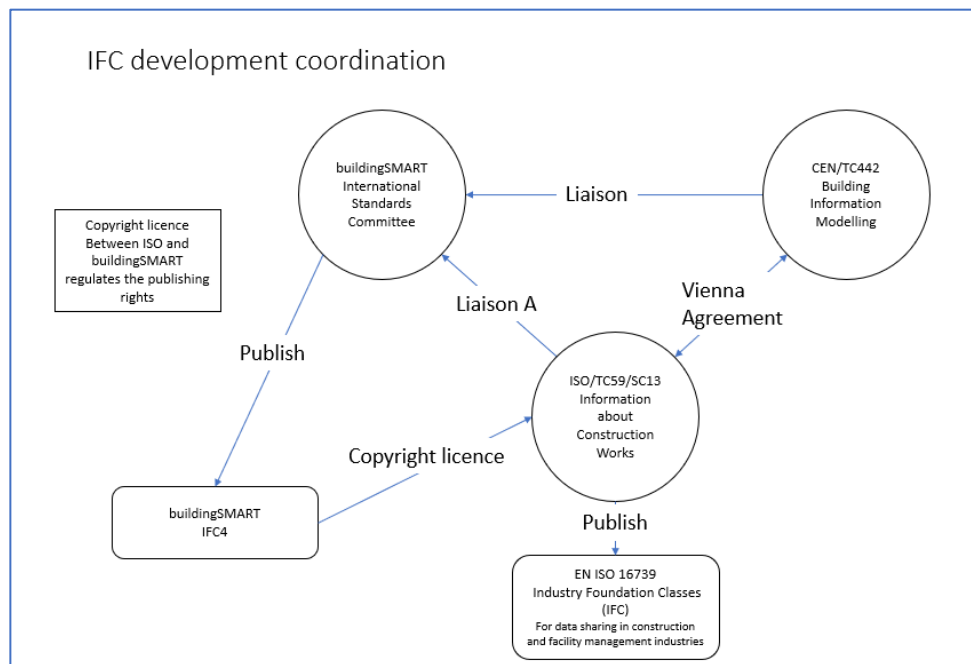 IFC development coordination
buildingSMART
International
Standards
Committee
Liaison
CEN/TC442
Building
Information
Modelling
Copyright licence
Between ISO and
buildingSMART
regulates the publishing
rights
Liaison A
Vienna
Agreement
Publish
ISO/TC59/SC13
Information
about
Construction
Works
Copyright licence
buildingSMART
IFC4
Publish
EN ISO 16739
Industry Foundation Classes
(IFC)
For data sharing in construction
and facility management industries